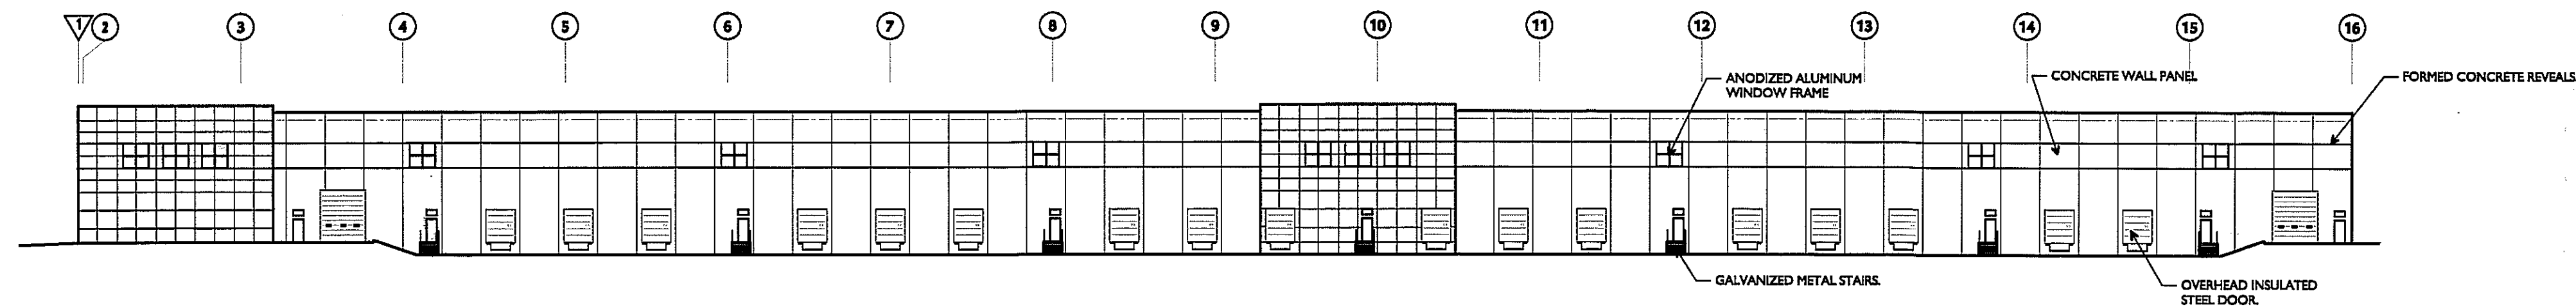 1 2 3 4 5 6 7 8 9 10 11 12 13 14 15 16
ANODIZED ALUMINUM
WINDOW FRAME
CONCRETE WALL PANEL
FORMED CONCRETE REVEALS
GALVANIZED METAL STAIRS.
OVERHEAD INSULATED
STEEL DOOR.